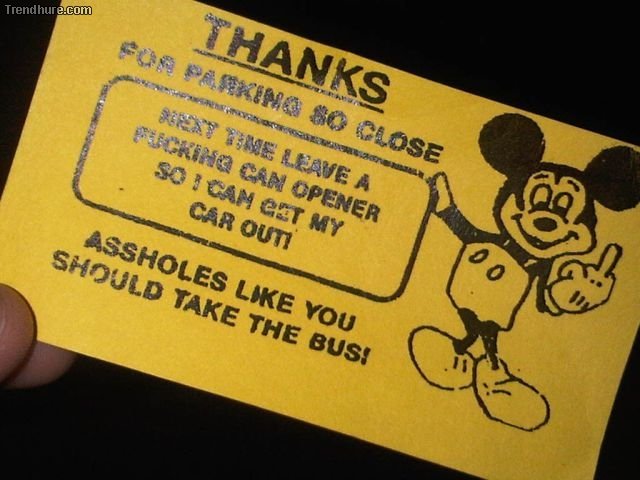 Trendhure.com
THANKS
FOR PARKING SO CLOSE
NEXT TIME LEAVE A
FUCKING CAN OPENER
SO I CAN GET MY
CAR OUT!
ASSHOLES LIKE YOU
SHOULD TAKE THE BUS!